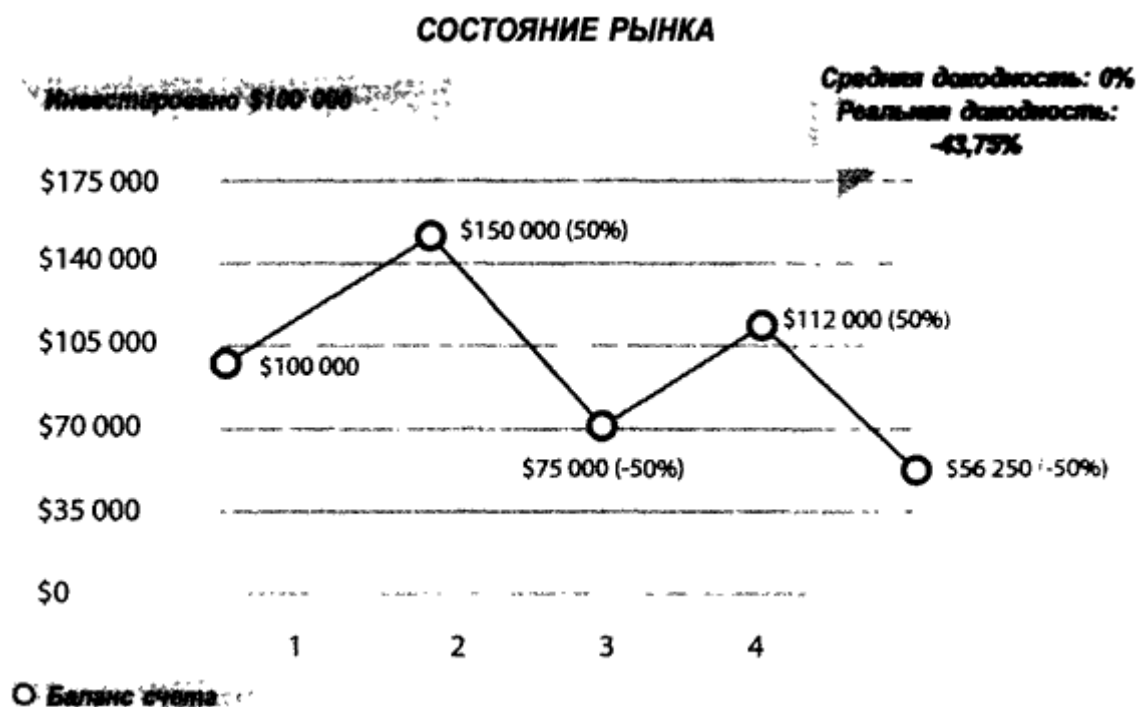 СОСТОЯНИЕ РЫНКА
Инвестировано $100 000
Средняя доходность: 0%
Реальная доходность:
-43,75%
$175 000
$150 000 (50%)
$140 000
$112 000 (50%)
$105 000
$100 000
$70 000
$75 000 (-50%)
$56 250 (-50%)
$35 000
$0
1 2 3 4
Баланс счета